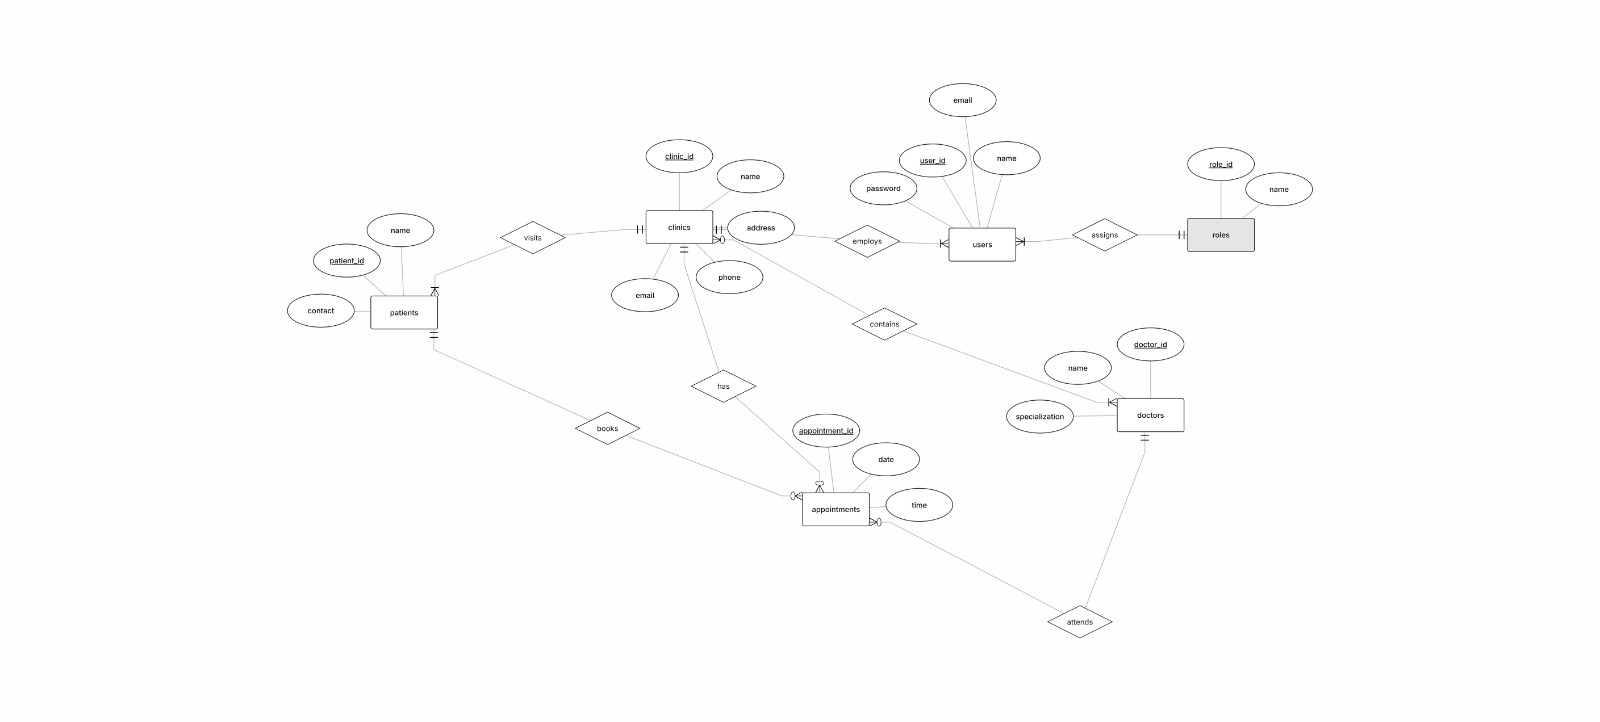 email
clinic_id
user_id
name
role_id
name
password
name
name
clinics
address
visits
employs
users
assigns
roles
patient_id
phone
email
contact
patients
contains
doctor_id
name
has
specialization
doctors
books
appointment_id
date
time
appointments
attends